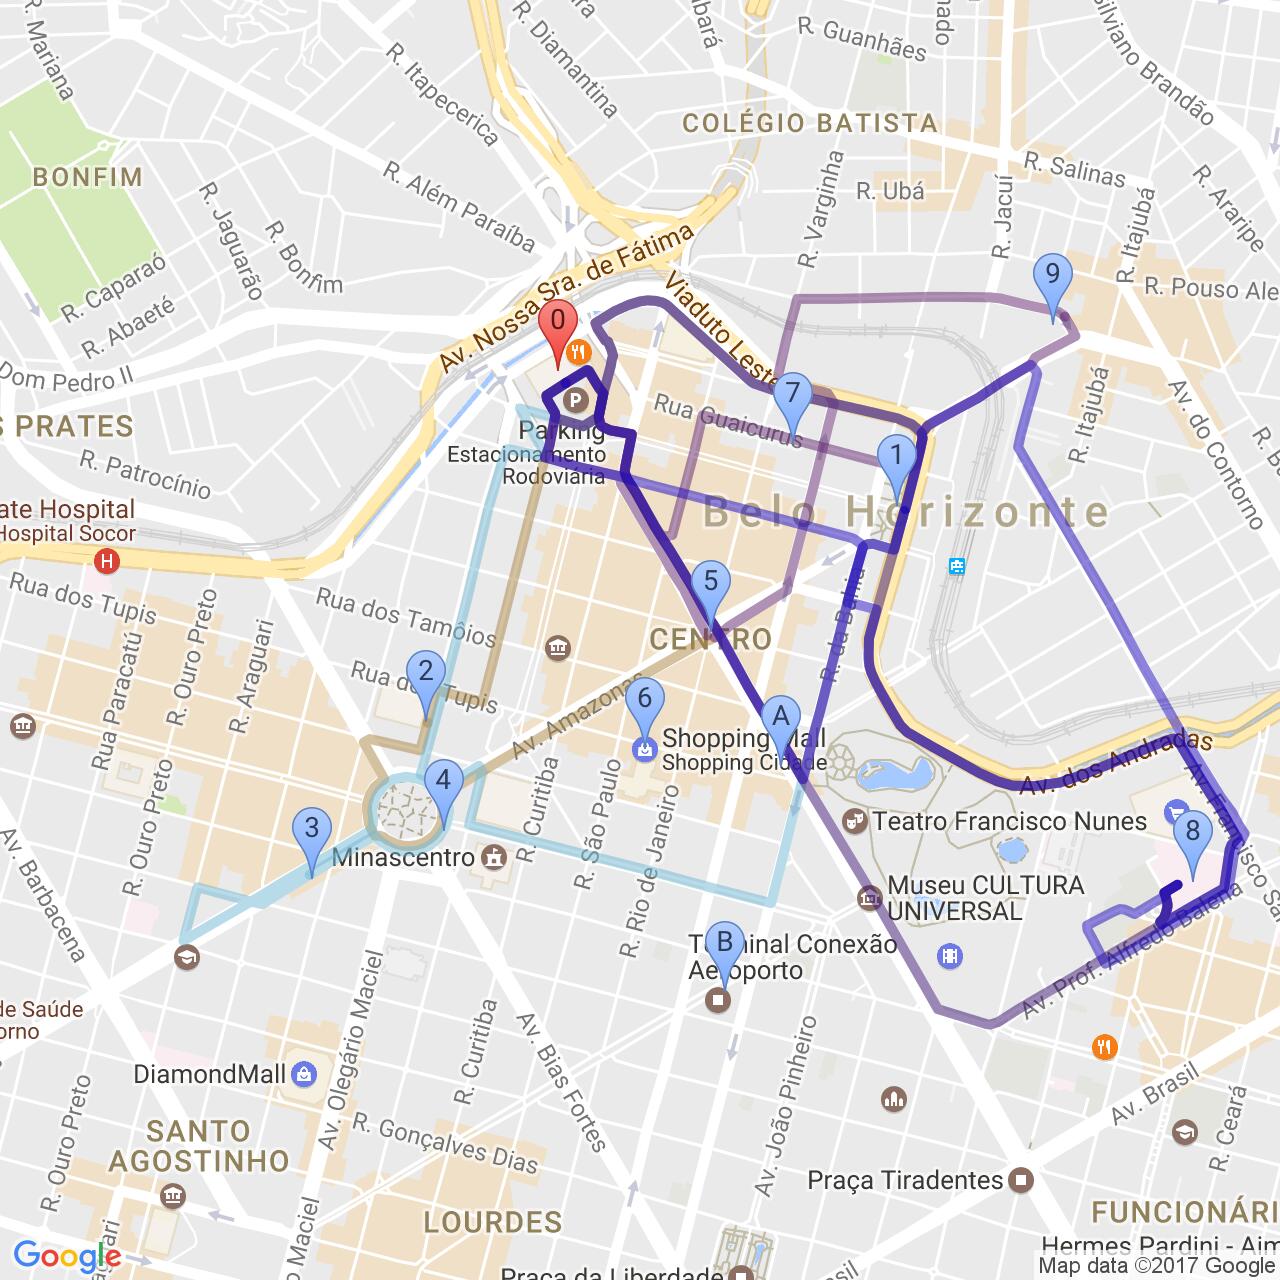 R. Mariana
R. Diamantina
R. Guanhães
Silviano Brandão
R. Itapecerica
COLÉGIO BATISTA
BONFIM
R. Além Paraíba
R. Salinas
R. Jaguarão
R. Bonfim
R. Varginha
R. Ubá
R. Jacuí
R. Itajubá
R. Araripe
R. Caparaó
R. Abaeté
Av. Nossa Sra. de Fátima
Viaduto Leste
9
R. Pouso Ale
0
Dom Pedro II
7
P
Parking
Estacionamento
Rodoviária
Rua Guaicurus
R. Itajubá
Av. do Contorno
S PRATES
R. Patrocínio
1
ate Hospital
Hospital Socor
H
Belo Horizonte
Rua dos Tupis
Rua dos Tamóios
5
CENTRO
R. da Bahia
Rua Paracatú
R. Ouro Preto
R. Araguari
2
Rua dos Tupis
6
A
Shopping Mall
Shopping Cidade
Av. Amazonas
Av. dos Andradas
Av. Francisco Sa
4
3
R. Ouro Preto
R. Curitiba
R. São Paulo
R. Rio de Janeiro
Teatro Francisco Nunes
8
Minascentro
Av. Barbacena
Museu CULTURA
UNIVERSAL
B
Terminal Conexão
Aeroporto
Av. Prof. Alfredo Balena
de Saúde
orno
Av. Olegário Maciel
R. Curitiba
Av. Bias Fortes
Av. João Pinheiro
DiamondMall
Av. Brasil
R. Ceará
R. Ouro Preto
SANTO
AGOSTINHO
R. Gonçalves Dias
Praça Tiradentes
LOURDES
FUNCIONÁRI
Hermes Pardini - Aim
Google
Praça da Liberdade
Map data ©2017 Google